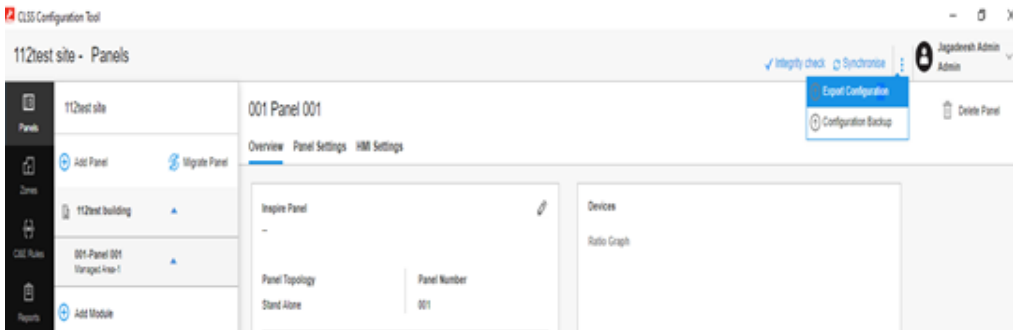 CLSS Configuration Tool
112test site - Panels
Integrity check Synchronise
Jagadeesh Admin
Admin
Export Configuration
Configuration Backup
Delete Panel
Panels
Zones
C&E Rules
Reports
112test site
Add Panel Migrate Panel
112test building
001-Panel 001
Managed Area-1
Add Module
001 Panel 001
Overview Panel Settings HMI Settings
Inspire Panel
--
Panel Topology Panel Number
Stand Alone 001
Devices
Ratio Graph